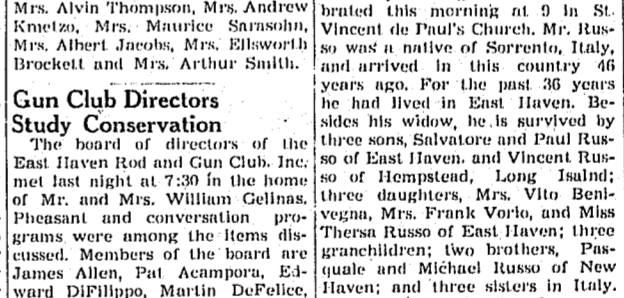 Mrs. Alvin Thompson, Mrs. Andrew
Kmetzo, Mrs. Maurice Sarasohn,
Mrs. Albert Jacobs, Mrs. Ellsworth
Brockett and Mrs. Arthur Smith.
Gun Club Directors
Study Conservation
The board of directors of the
East Haven Rod and Gun Club, Inc.
met last night at 7:30 in the home
of Mr. and Mrs. William Gelinas.
Pheasant and conversation pro-
grams were among the items dis-
cussed. Members of the board are
James Allen, Pat Acampora, Ed-
ward DiFilippo, Martin DeFelice,
brated this morning at 9 in St.
Vincent de Paul's Church. Mr. Rus-
so was a native of Sorrento, Italy,
and arrived in this country 46
years ago. For the past 36 years
he had lived in East Haven. Be-
sides his widow, he is survived by
three sons, Salvatore and Paul Rus-
so of East Haven, and Vincent Rus-
so of Hempstead, Long Isalnd;
three daughters, Mrs. Vito Beni-
vegna, Mrs. Frank Vorio, and Miss
Thersa Russo of East Haven; three
granchildren; two brothers, Pas-
quale and Michael Russo of New
Haven; and three sisters in Italy.